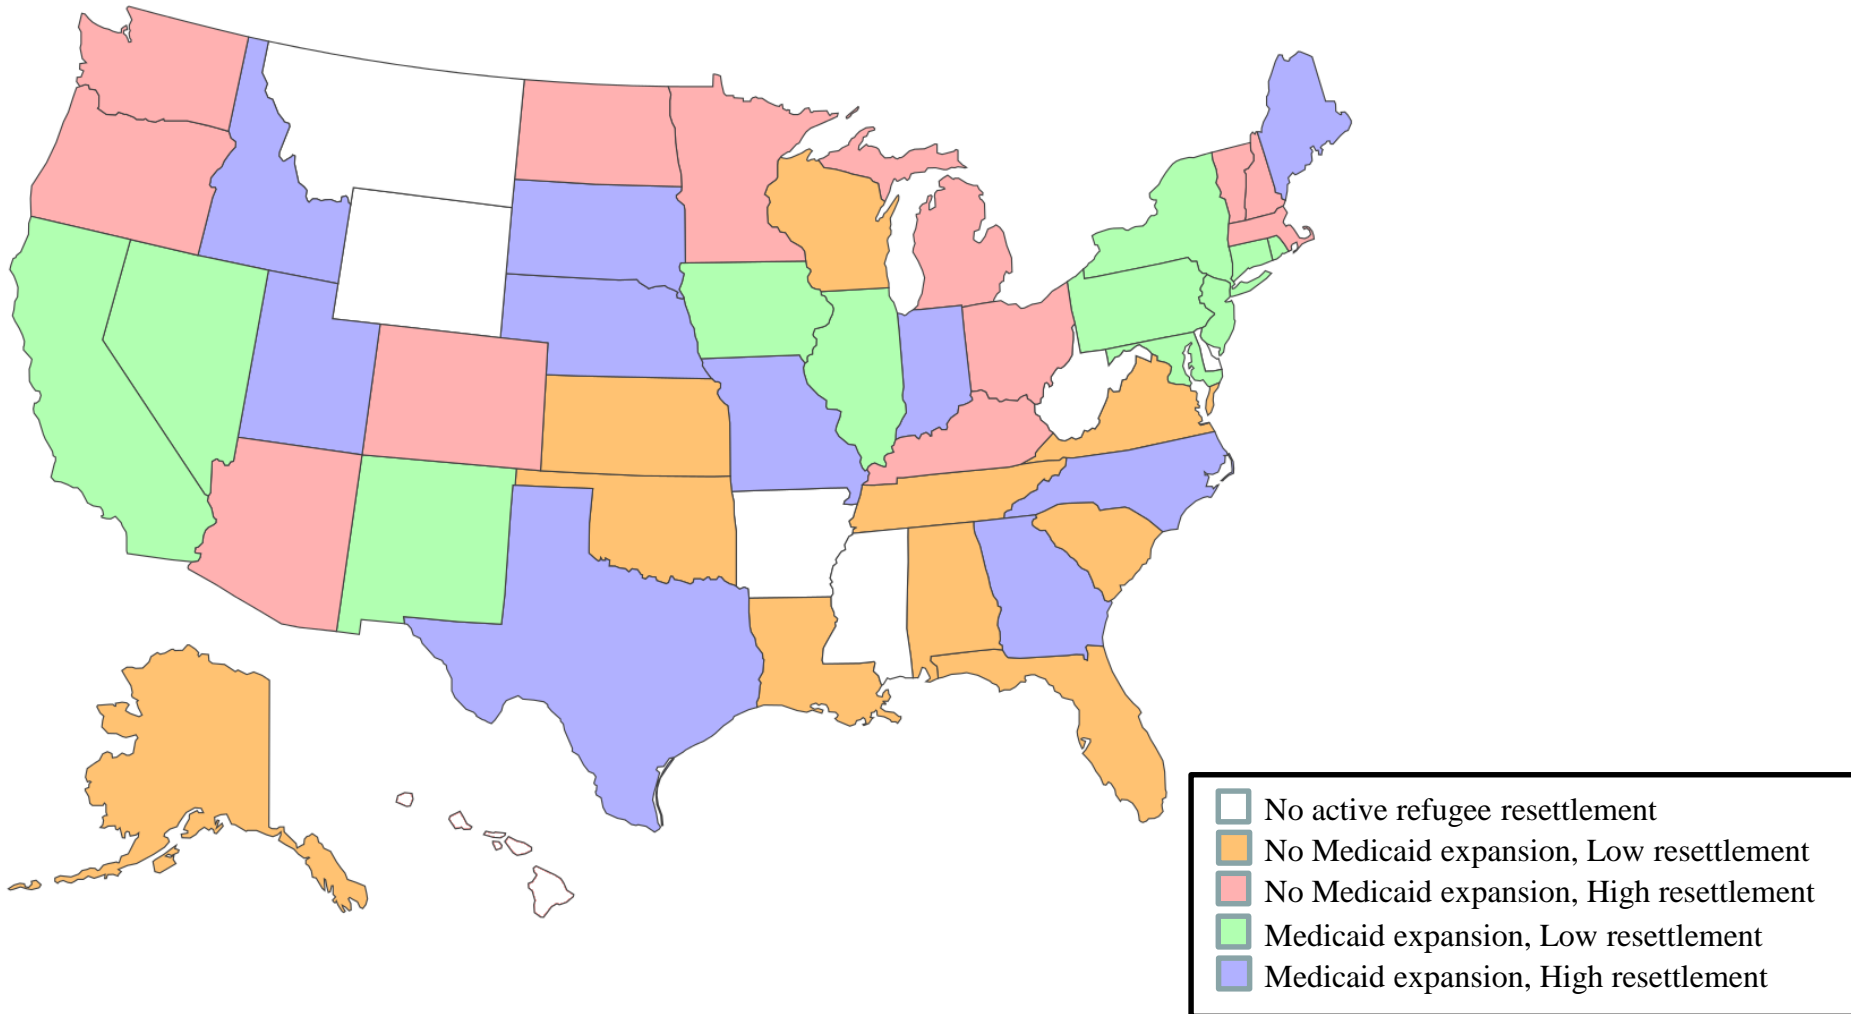 No active refugee resettlement
No Medicaid expansion, Low resettlement
No Medicaid expansion, High resettlement
Medicaid expansion, Low resettlement
Medicaid expansion, High resettlement